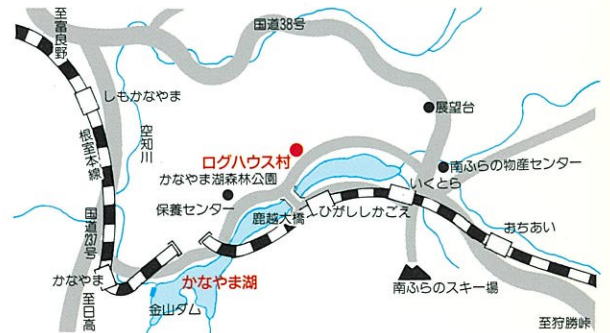 至富良野
国道38号
しもかなやま
展望台
根室本線
空知川
ログハウス村
かなやま湖森林公園
南ふらの物産センター
いくとら
保養センター
鹿越大橋
ひがししかごえ
国道237号
おちあい
かなやま
かなやま湖
南ふらのスキー場
金山ダム
至日高
至狩勝峠